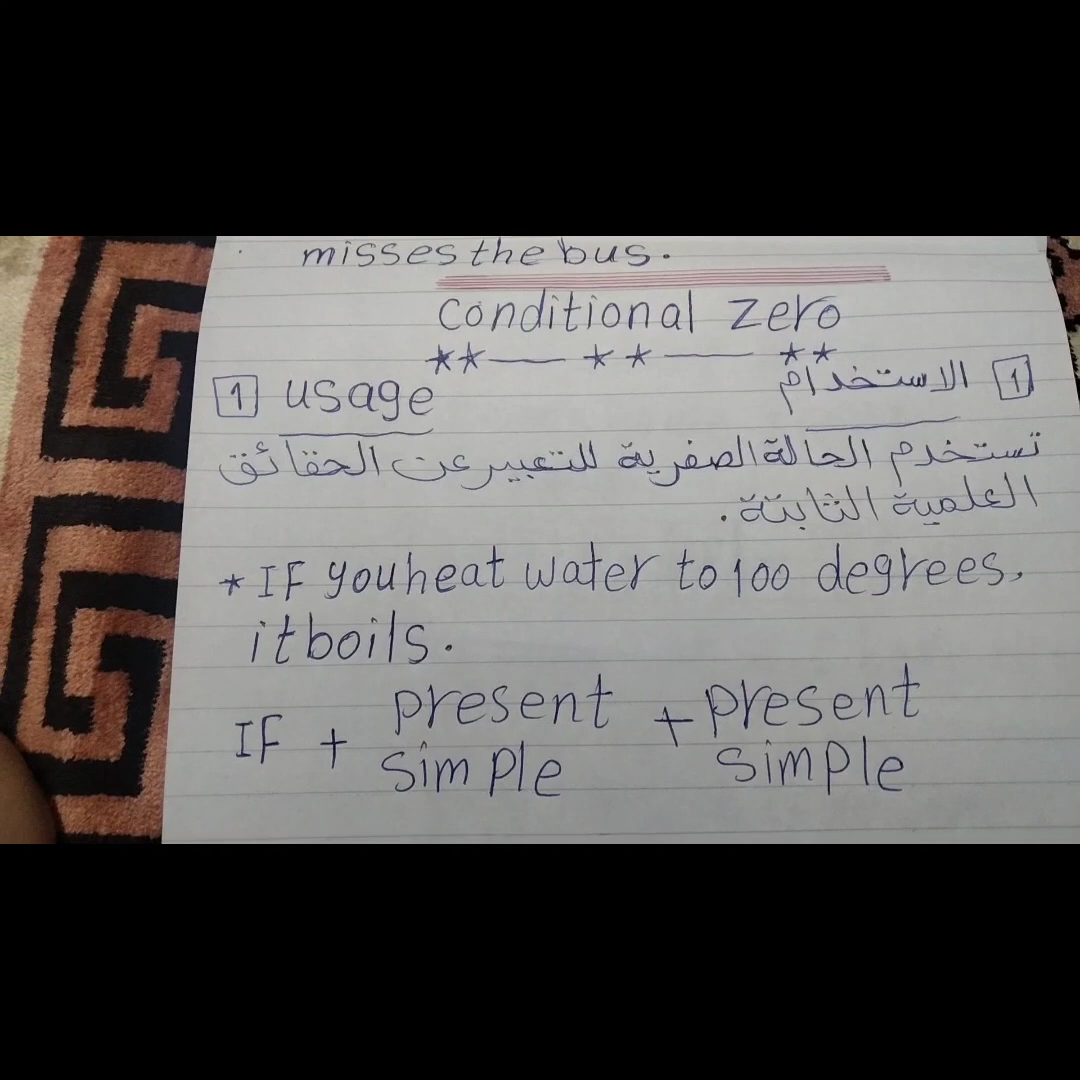 misses the bus.
conditional zero
** — ** — **
1 usage
1 الاستخدام
تستخدم الحالة الصفرية للتعبير عن الحقائق
العلمية الثابتة.
* IF you heat water to 100 degrees,
it boils.
IF + present simple + present simple